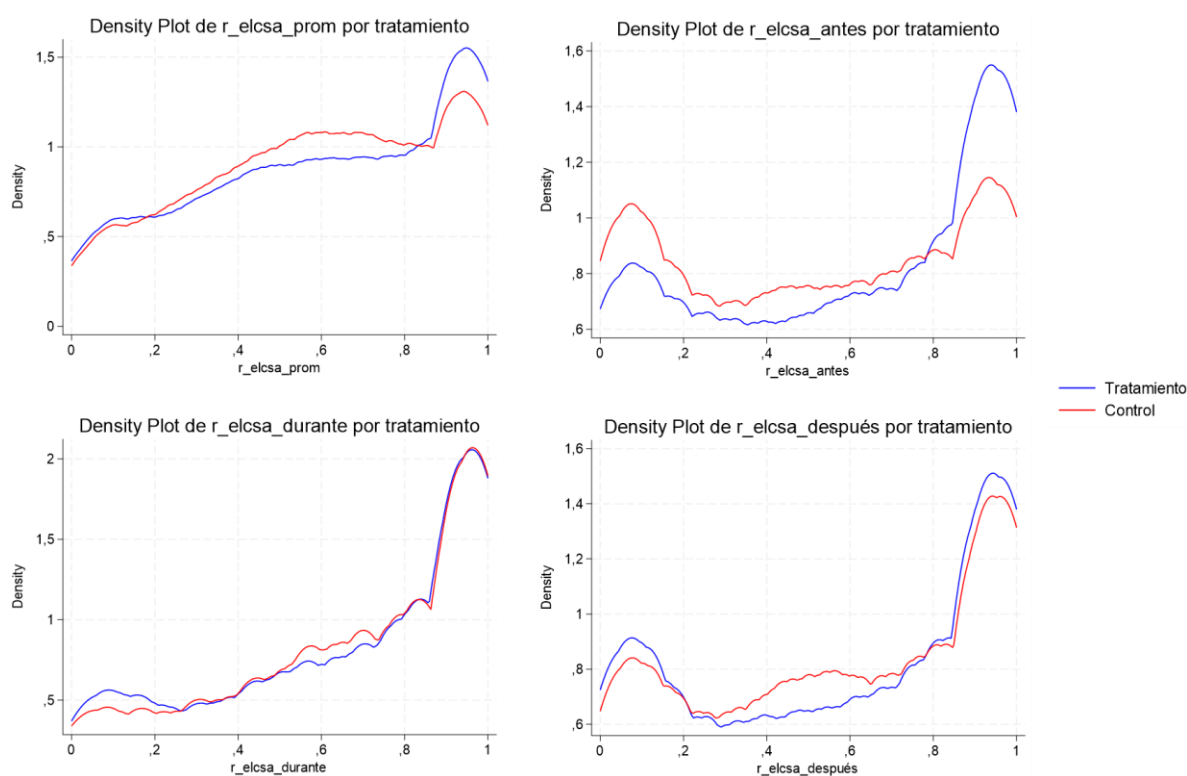 Density Plot de r_elcsa_prom por tratamiento
1,5
1
,5
0
Density
0 ,2 ,4 ,6 ,8 1
r_elcsa_prom
Density Plot de r_elcsa_antes por tratamiento
1,6
1,4
1,2
1
,8
,6
Density
0 ,2 ,4 ,6 ,8 1
r_elcsa_antes
Tratamiento
Control
Density Plot de r_elcsa_durante por tratamiento
2
1,5
1
,5
Density
0 ,2 ,4 ,6 ,8 1
r_elcsa_durante
Density Plot de r_elcsa_después por tratamiento
1,6
1,4
1,2
1
,8
,6
Density
0 ,2 ,4 ,6 ,8 1
r_elcsa_después